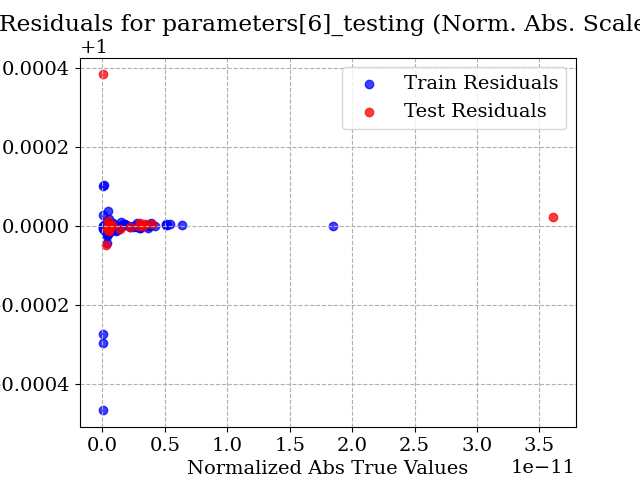 Residuals for parameters[6]_testing (Norm. Abs. Scale
+1
Train Residuals
Test Residuals
0.0004
0.0002
0.0000
0.0002
0.0004
0.0 0.5 1.0 1.5 2.0 2.5 3.0 3.5
Normalized Abs True Values
1e−11